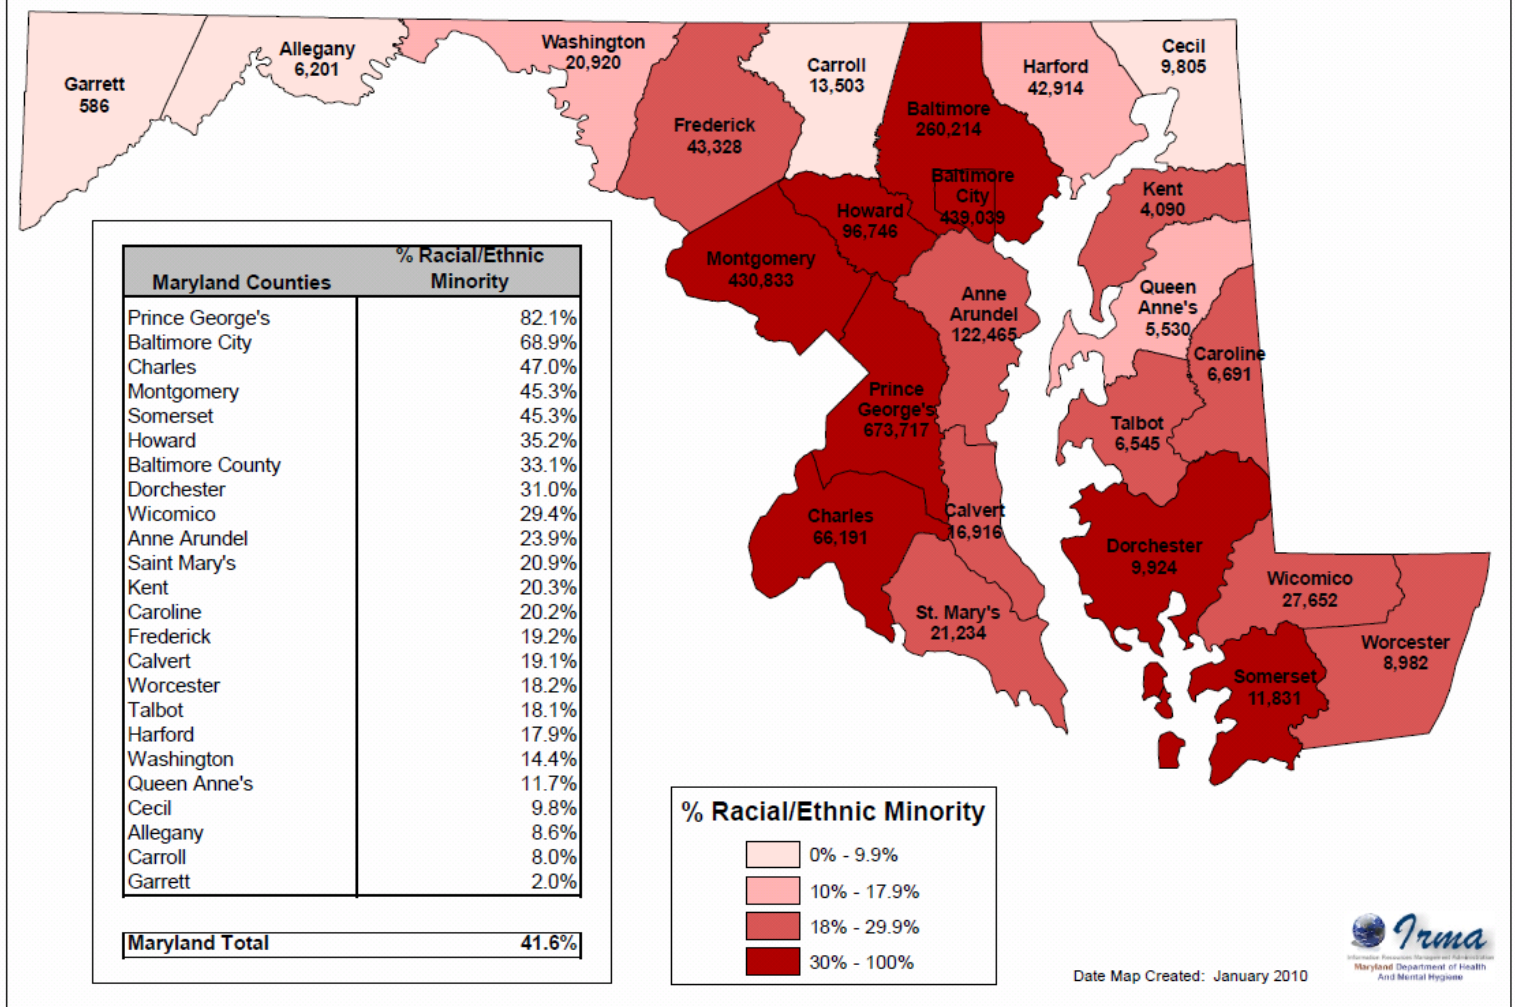 Garrett
586
Allegany
6,201
Washington
20,920
Frederick
43,328
Carroll
13,503
Baltimore
260,214
Baltimore
City
439,039
Harford
42,914
Cecil
9,805
Howard
96,746
Montgomery
430,833
Kent
4,090
Queen
Anne's
5,530
Anne
Arundel
122,465
Caroline
6,691
Prince
George's
673,717
Talbot
6,545
Charles
66,191
Calvert
16,916
Dorchester
9,924
St. Mary's
21,234
Wicomico
27,652
Worcester
8,982
Somerset
11,831
Maryland Counties % Racial/Ethnic Minority
Prince George's 82.1%
Baltimore City 68.9%
Charles 47.0%
Montgomery 45.3%
Somerset 45.3%
Howard 35.2%
Baltimore County 33.1%
Dorchester 31.0%
Wicomico 29.4%
Anne Arundel 23.9%
Saint Mary's 20.9%
Kent 20.3%
Caroline 20.2%
Frederick 19.2%
Calvert 19.1%
Worcester 18.2%
Talbot 18.1%
Harford 17.9%
Washington 14.4%
Queen Anne's 11.7%
Cecil 9.8%
Allegany 8.6%
Carroll 8.0%
Garrett 2.0%
Maryland Total 41.6%
% Racial/Ethnic Minority
0% - 9.9%
10% - 17.9%
18% - 29.9%
30% - 100%
Date Map Created: January 2010
Irma
Information Resources Management Administration
Maryland Department of Health
And Mental Hygiene